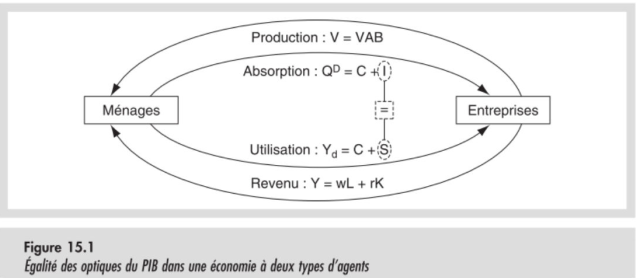 Production : V = VAB
Absorption : Qᴰ = C + I
Ménages
=
Entreprises
Utilisation : Y_d = C + S
Revenu : Y = wL + rK
Figure 15.1
Égalité des optiques du PIB dans une économie à deux types d'agents